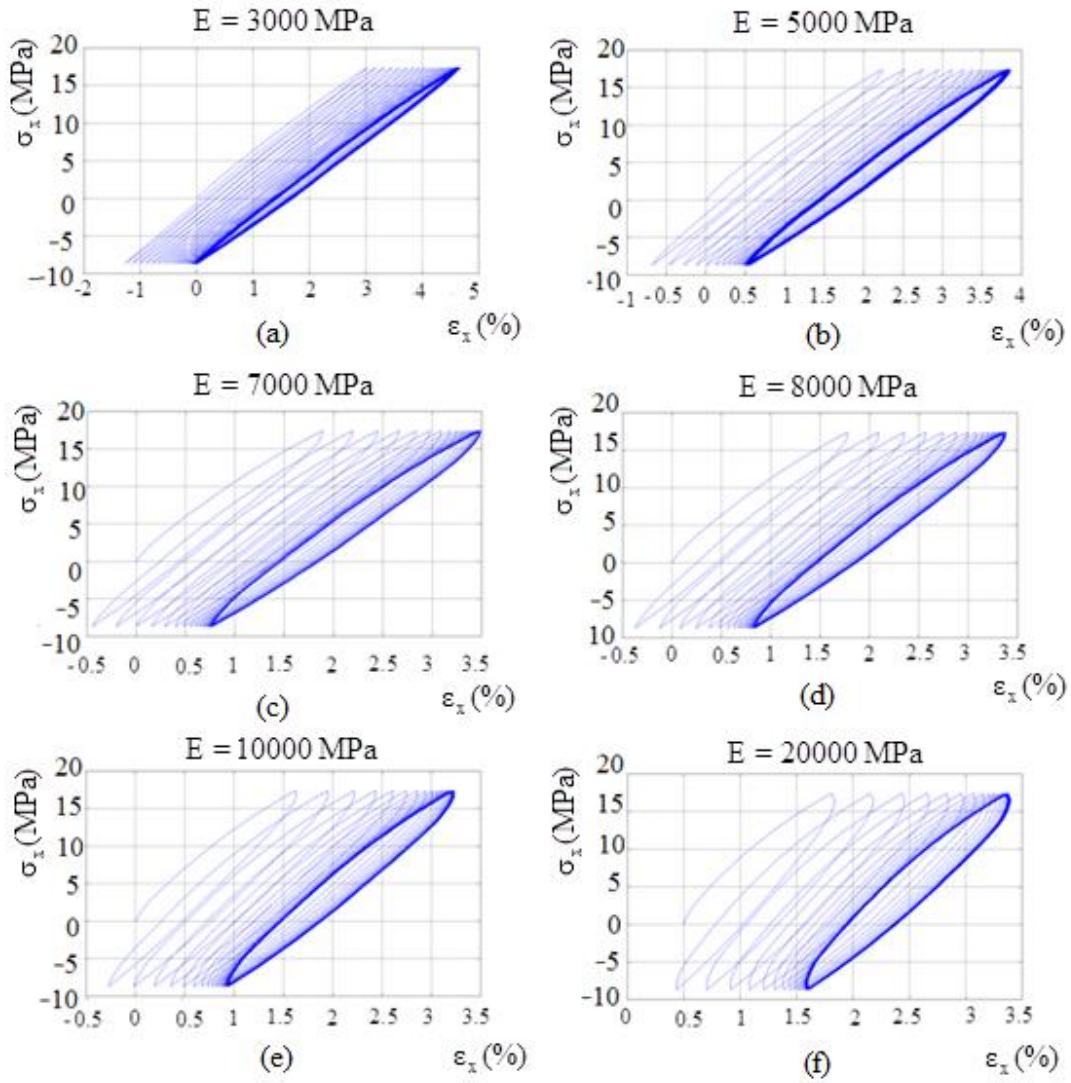 E = 3000 MPa
σx (MPa)
20
15
10
5
0
−5
−10
-2 -1 0 1 2 3 4 5
(a)
εx (%)
E = 5000 MPa
σx (MPa)
20
15
10
5
0
−5
−10
-1 -0.5 0 0.5 1 1.5 2 2.5 3 3.5 4
(b)
εx (%)
E = 7000 MPa
σx (MPa)
20
15
10
5
0
−5
−10
-0.5 0 0.5 1 1.5 2 2.5 3 3.5
(c)
εx (%)
E = 8000 MPa
σx (MPa)
20
15
10
5
0
−5
10
-0.5 0 0.5 1 1.5 2 2.5 3 3.5
(d)
εx (%)
E = 10000 MPa
σx (MPa)
20
15
10
5
0
−5
−10
-0.5 0 0.5 1 1.5 2 2.5 3 3.5
(e)
εx (%)
E = 20000 MPa
σx (MPa)
20
15
10
5
0
−5
−10
0 0.5 1 1.5 2 2.5 3 3.5
(f)
εx (%)